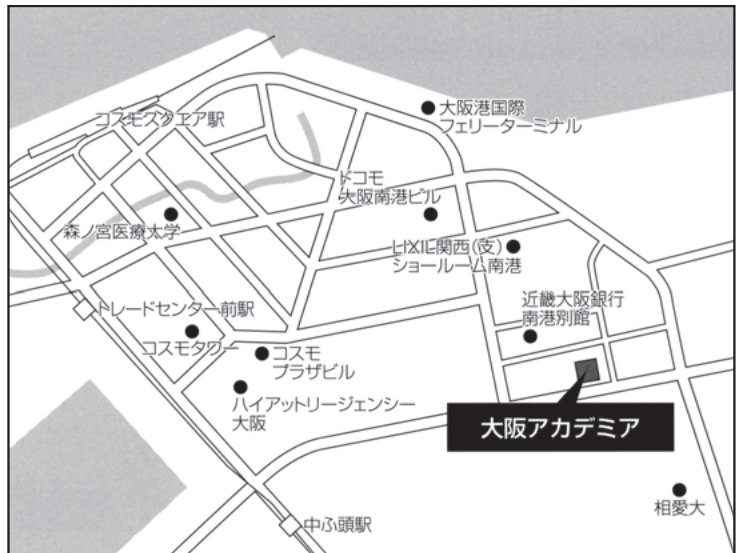 大阪港国際
フェリーターミナル
コスモスクエア駅
ドコモ
大阪南港ビル
森ノ宮医療大学
LIXIL関西(支)
ショールーム南港
トレードセンター前駅
近畿大阪銀行
南港別館
コスモタワー
コスモ
プラザビル
ハイアットリージェンシー
大阪
大阪アカデミア
相愛大
中ふ頭駅